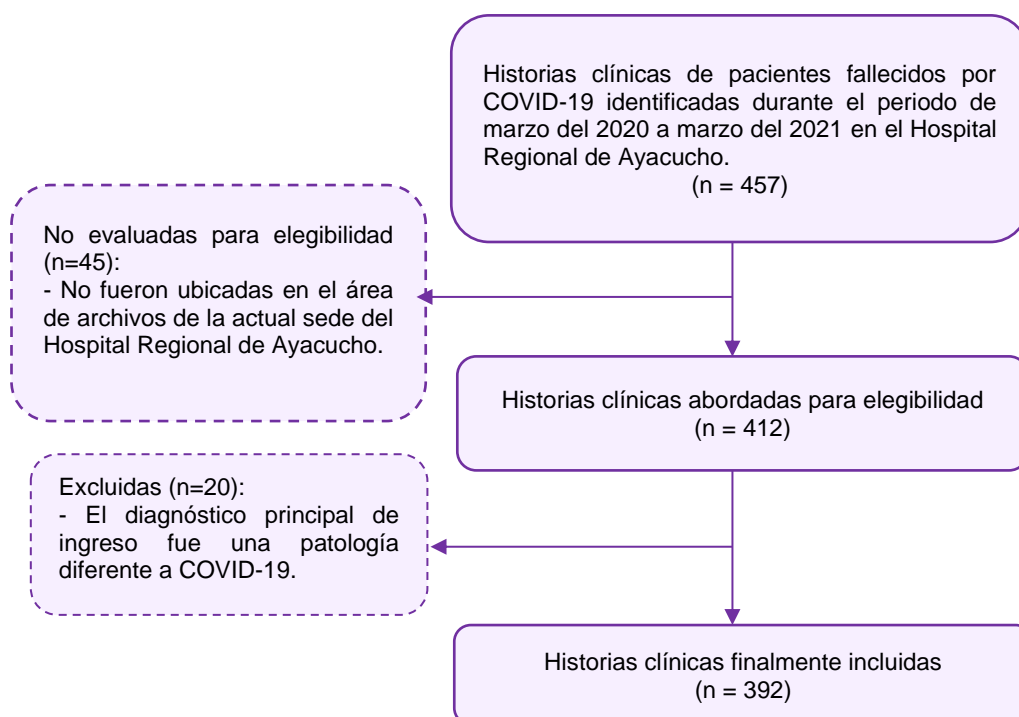 Historias clínicas de pacientes fallecidos por
COVID-19 identificadas durante el periodo de
marzo del 2020 a marzo del 2021 en el Hospital
Regional de Ayacucho.
(n = 457)
No evaluadas para elegibilidad
(n=45):
- No fueron ubicadas en el área
de archivos de la actual sede del
Hospital Regional de Ayacucho.
Historias clínicas abordadas para elegibilidad
(n = 412)
Excluidas (n=20):
- El diagnóstico principal de
ingreso fue una patología
diferente a COVID-19.
Historias clínicas finalmente incluidas
(n = 392)